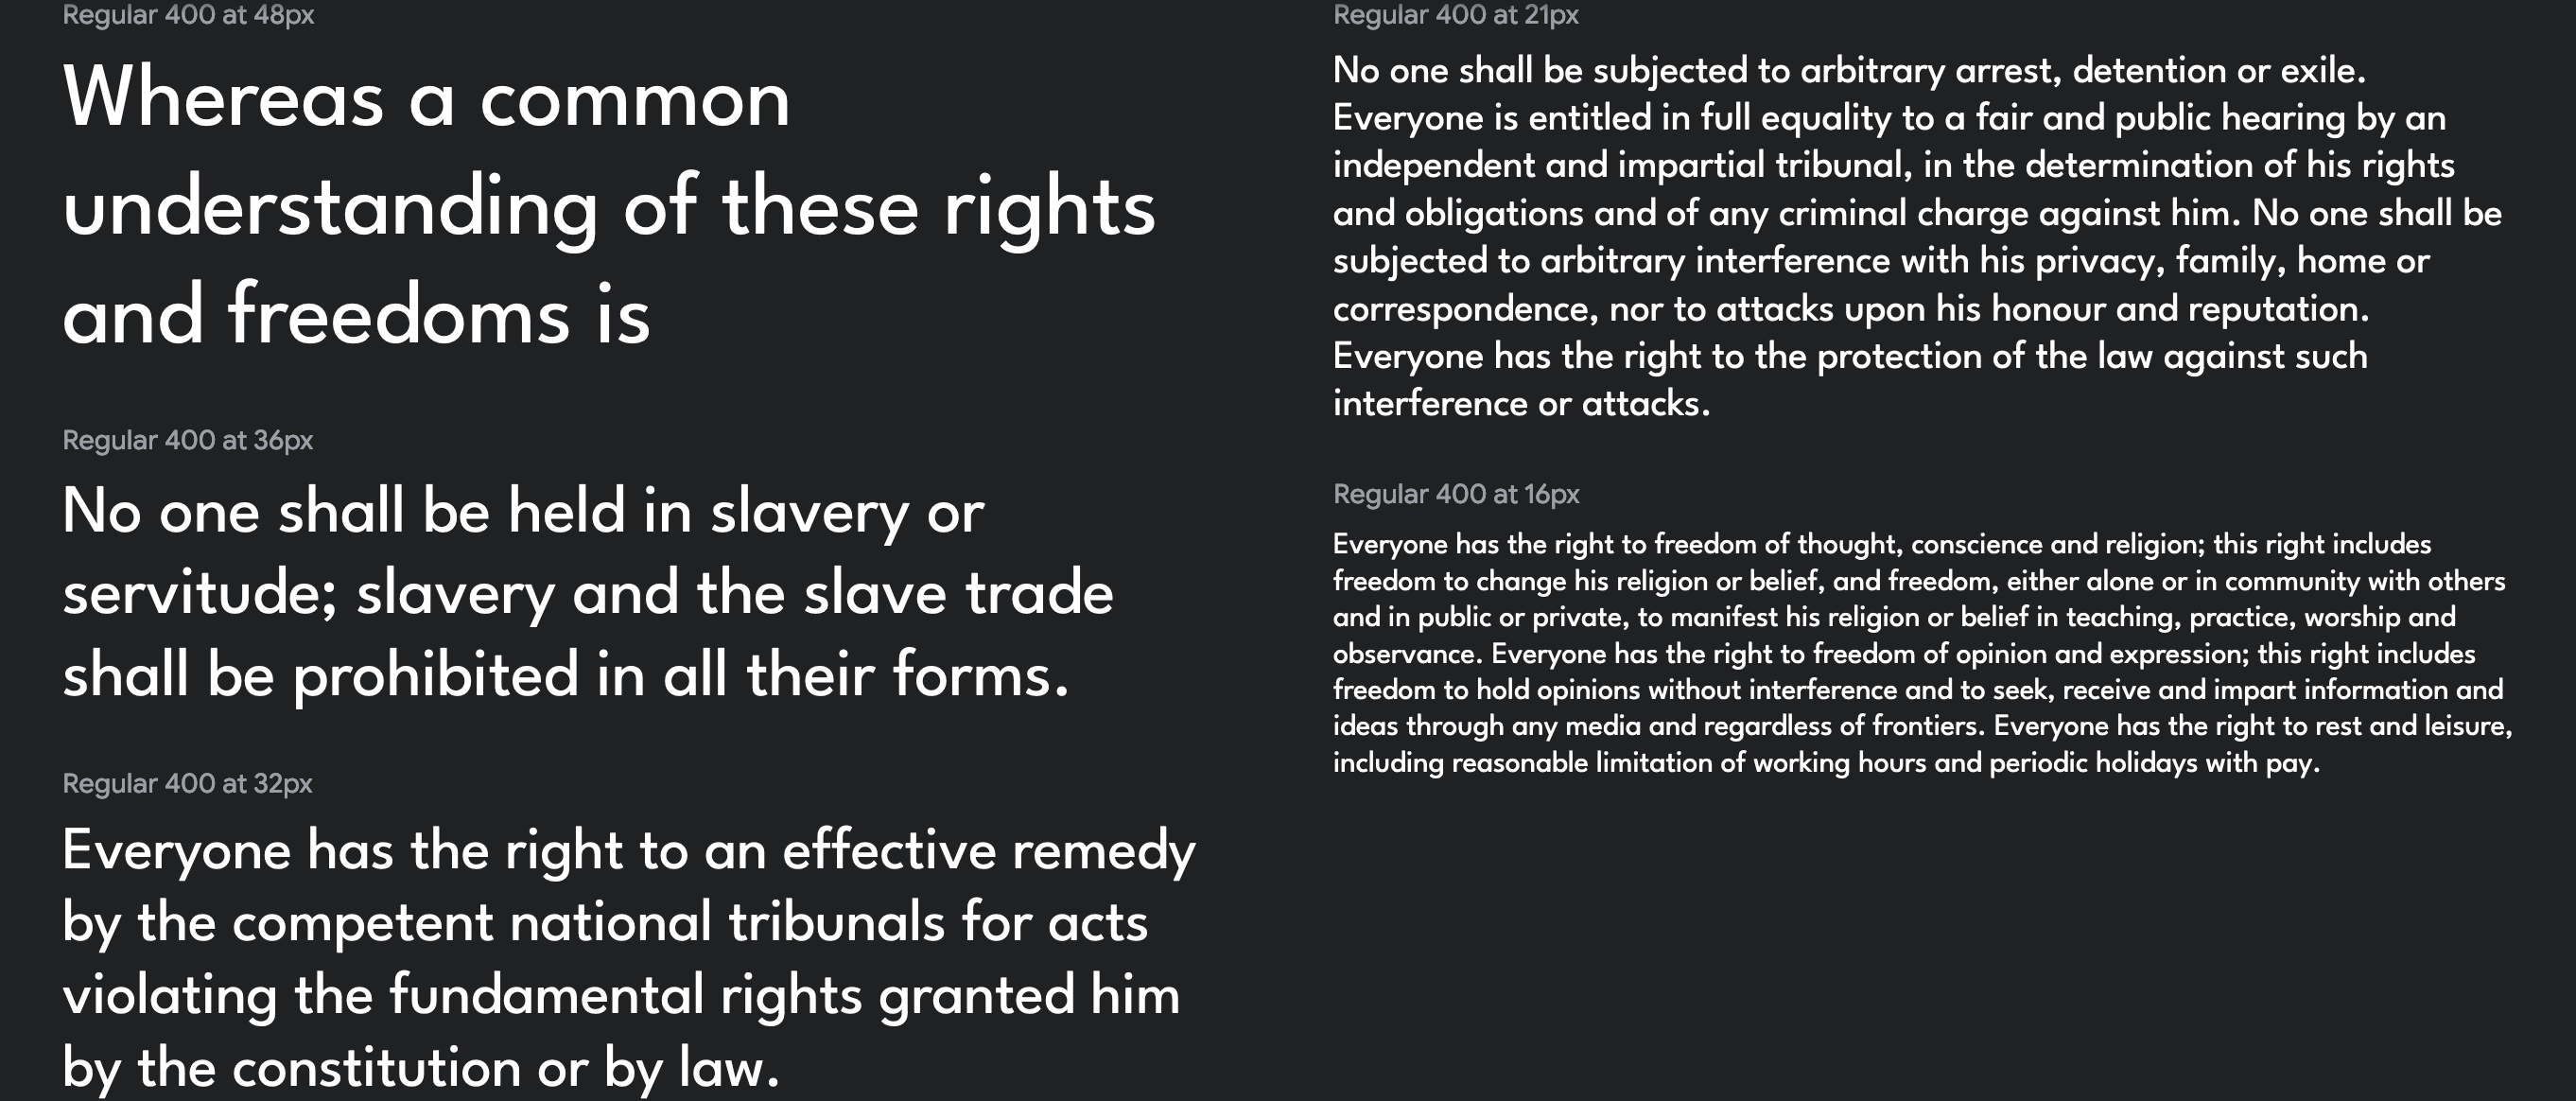 Regular 400 at 48px
Whereas a common
understanding of these rights
and freedoms is
Regular 400 at 36px
No one shall be held in slavery or
servitude; slavery and the slave trade
shall be prohibited in all their forms.
Regular 400 at 32px
Everyone has the right to an effective remedy
by the competent national tribunals for acts
violating the fundamental rights granted him
by the constitution or by law.
Regular 400 at 21px
No one shall be subjected to arbitrary arrest, detention or exile.
Everyone is entitled in full equality to a fair and public hearing by an
independent and impartial tribunal, in the determination of his rights
and obligations and of any criminal charge against him. No one shall be
subjected to arbitrary interference with his privacy, family, home or
correspondence, nor to attacks upon his honour and reputation.
Everyone has the right to the protection of the law against such
interference or attacks.
Regular 400 at 16px
Everyone has the right to freedom of thought, conscience and religion; this right includes
freedom to change his religion or belief, and freedom, either alone or in community with others
and in public or private, to manifest his religion or belief in teaching, practice, worship and
observance. Everyone has the right to freedom of opinion and expression; this right includes
freedom to hold opinions without interference and to seek, receive and impart information and
ideas through any media and regardless of frontiers. Everyone has the right to rest and leisure,
including reasonable limitation of working hours and periodic holidays with pay.